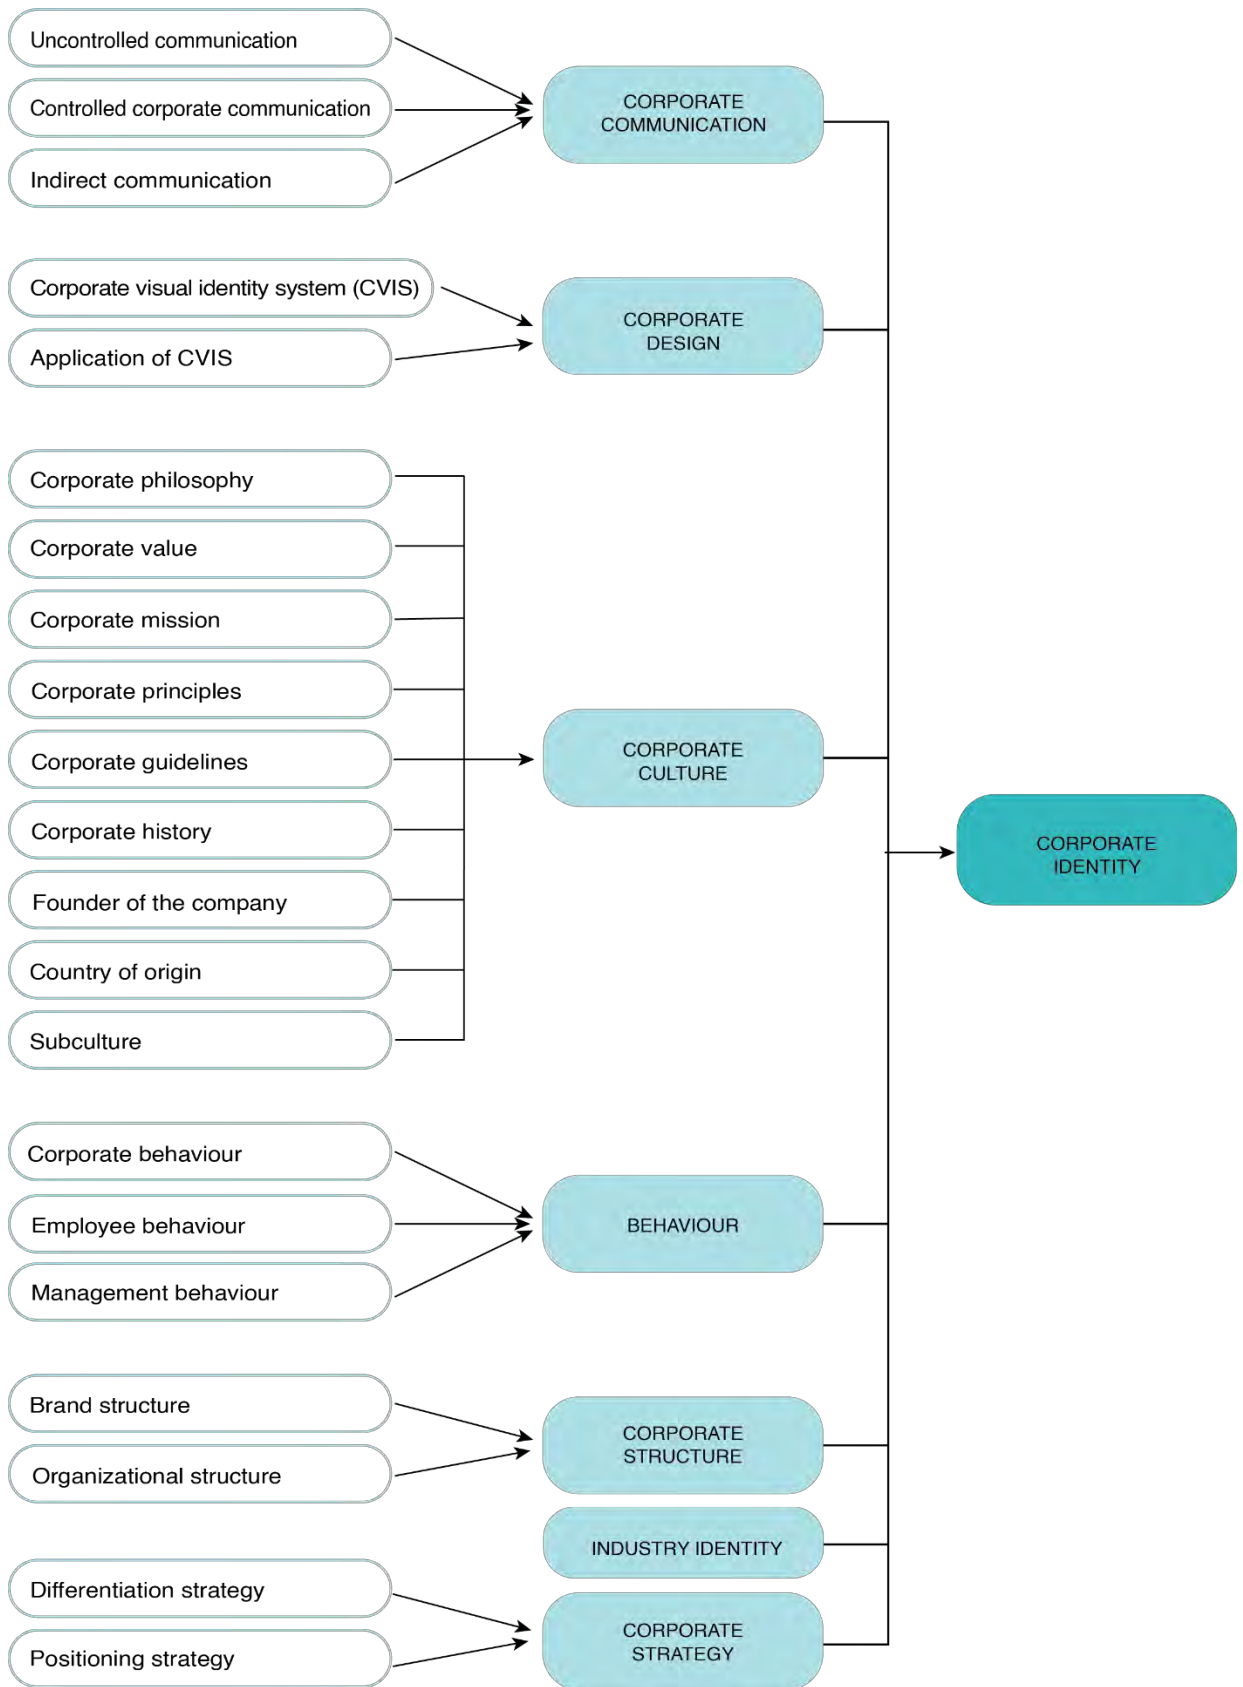 Uncontrolled communication
Controlled corporate communication
Indirect communication
CORPORATE
COMMUNICATION
Corporate visual identity system (CVIS)
Application of CVIS
CORPORATE
DESIGN
Corporate philosophy
Corporate value
Corporate mission
Corporate principles
Corporate guidelines
Corporate history
Founder of the company
Country of origin
Subculture
CORPORATE
CULTURE
Corporate behaviour
Employee behaviour
Management behaviour
BEHAVIOUR
Brand structure
Organizational structure
CORPORATE
STRUCTURE
INDUSTRY IDENTITY
Differentiation strategy
Positioning strategy
CORPORATE
STRATEGY
CORPORATE
IDENTITY